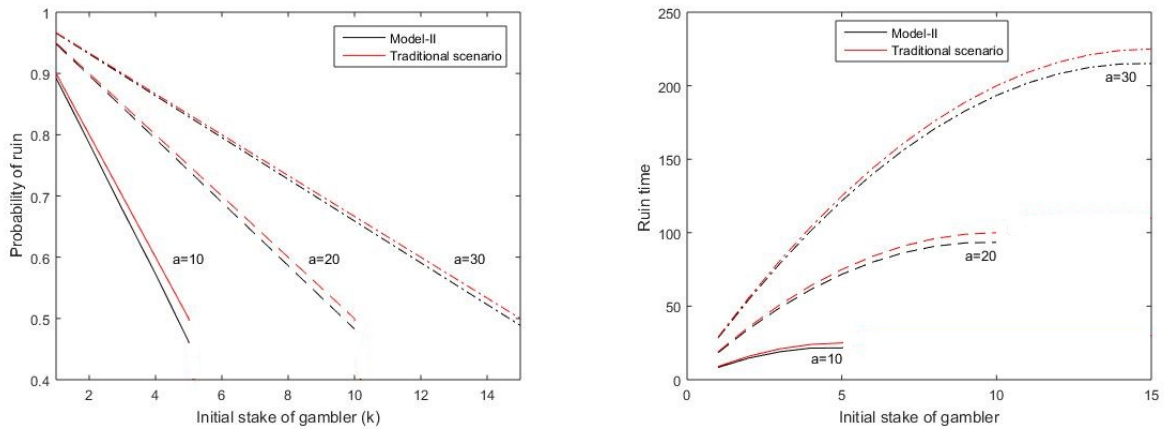 1
0.9
0.8
0.7
0.6
0.5
0.4
Probability of ruin
Model-II
Traditional scenario
a=10
a=20
a=30
2
4
6
8
10
12
14
Initial stake of gambler (k)
250
200
150
100
50
0
Ruin time
Model-II
Traditional scenario
a=30
a=20
a=10
0
5
10
15
Initial stake of gambler